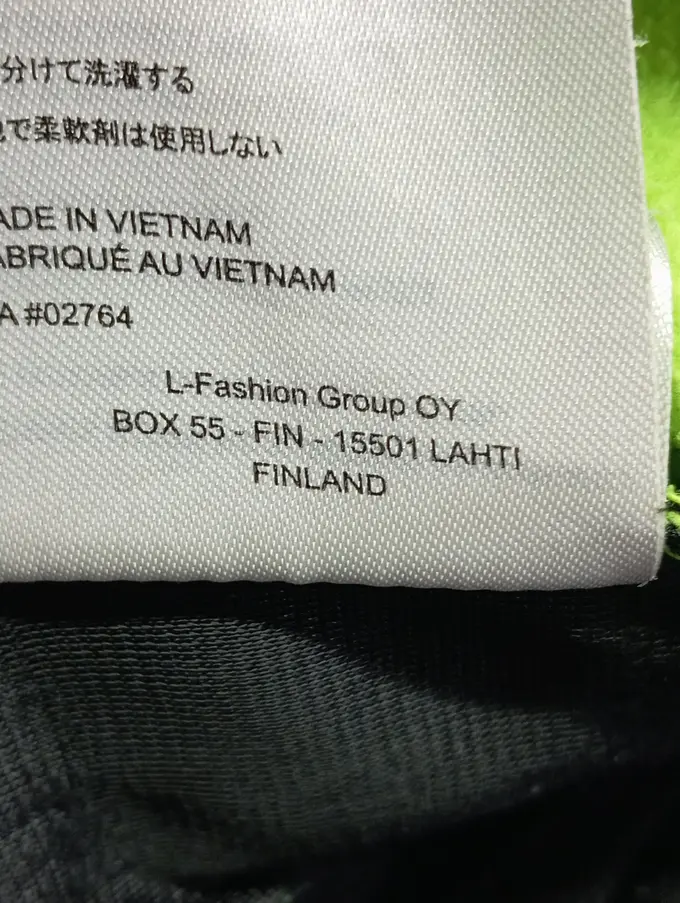 分けて洗濯する
で柔軟剤は使用しない
ADE IN VIETNAM
ABRIQUÉ AU VIETNAM
A #02764
L-Fashion Group OY
BOX 55 - FIN - 15501 LAHTI
FINLAND